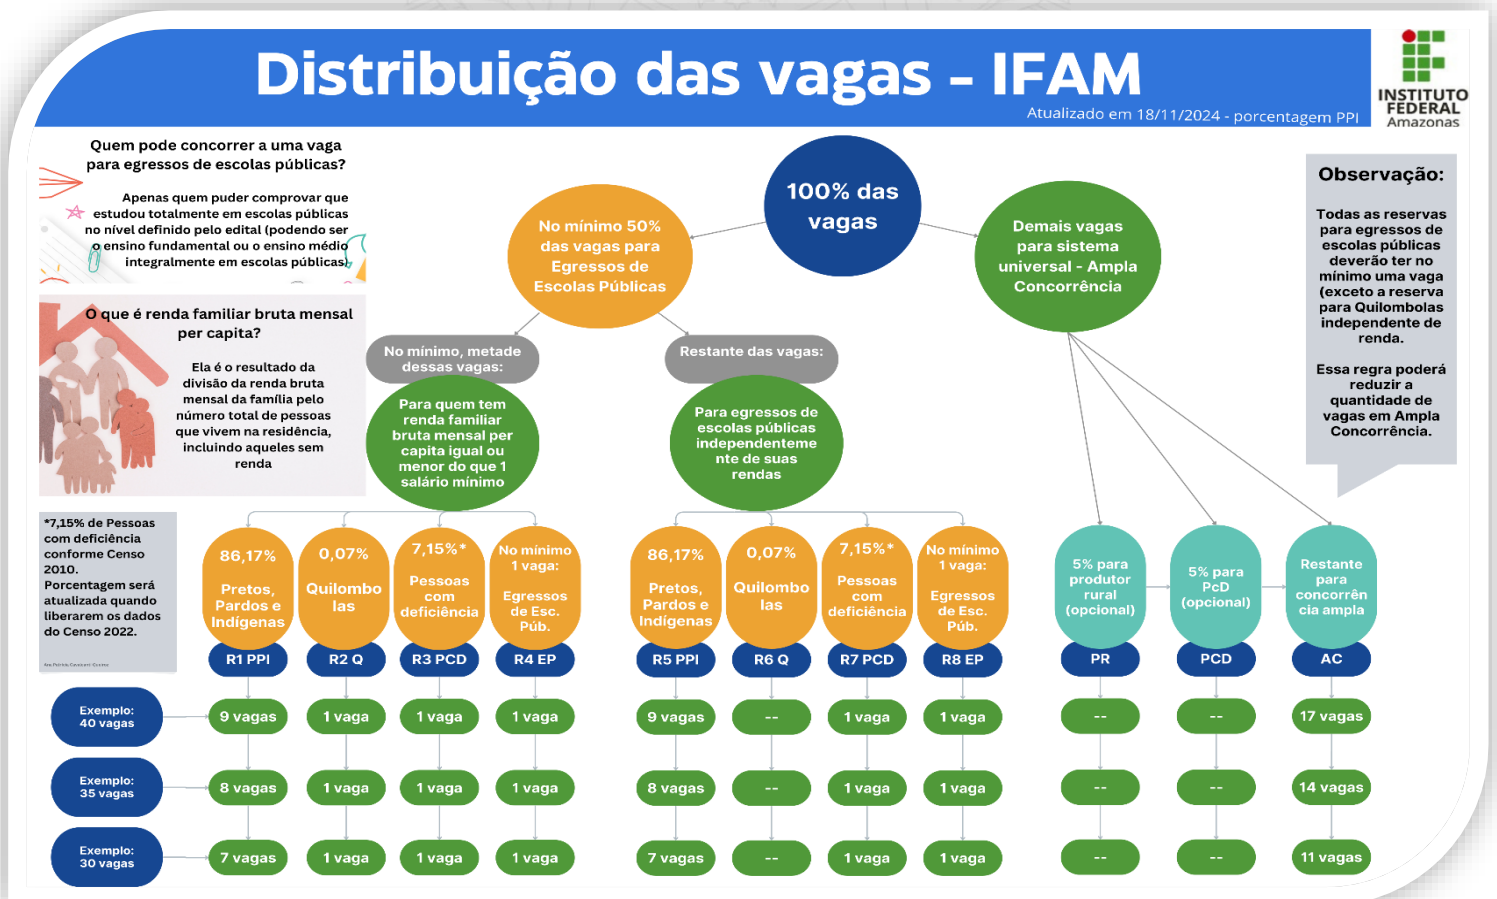 Distribuição das vagas - IFAM
Atualizado em 18/11/2024 - porcentagem PPI
INSTITUTO
FEDERAL
Amazonas
Quem pode concorrer a uma vaga
para egressos de escolas públicas?
Apenas quem puder comprovar que
estudou totalmente em escolas públicas
no nível definido pelo edital (podendo ser
o ensino fundamental ou o ensino médio
integralmente em escolas públicas)
O que é renda familiar bruta mensal
per capita?
Ela é o resultado da
divisão da renda bruta
mensal da família pelo
número total de pessoas
que vivem na residência,
incluindo aqueles sem
renda
*7,15% de Pessoas
com deficiência
conforme Censo
2010.
Porcentagem será
atualizada quando
liberarem os dados
do Censo 2022.
100% das
vagas
No mínimo 50%
das vagas para
Egressos de
Escolas Públicas
Demais vagas
para sistema
universal - Ampla
Concorrência
Observação:
Todas as reservas
para egressos de
escolas públicas
deverão ter no
mínimo uma vaga
(exceto a reserva
para Quilombolas
independente de
renda.
Essa regra poderá
reduzir a
quantidade de
vagas em Ampla
Concorrência.
No mínimo, metade
dessas vagas:
Para quem tem
renda familiar
bruta mensal per
capita igual ou
menor do que 1
salário mínimo
Restante das vagas:
Para egressos de
escolas públicas
independenteme
nte de suas
rendas
86,17%
Pretos,
Pardos e
Indígenas
R1 PPI
0,07%
Quilombo
las
R2 Q
7,15%*
Pessoas
com
deficiência
R3 PCD
No mínimo
1 vaga:
Egressos
de Esc.
Púb.
R4 EP
86,17%
Pretos,
Pardos e
Indígenas
R5 PPI
0,07%
Quilombo
las
R6 Q
7,15%*
Pessoas
com
deficiência
R7 PCD
No mínimo
1 vaga:
Egressos
de Esc.
Púb.
R8 EP
5% para
produtor
rural
(opcional)
PR
5% para
PcD
(opcional)
PCD
Restante
para
concorrên
cia ampla
AC
Exemplo:
40 vagas
9 vagas
1 vaga
1 vaga
1 vaga
9 vagas
--
1 vaga
1 vaga
--
--
17 vagas
Exemplo:
35 vagas
8 vagas
1 vaga
1 vaga
1 vaga
8 vagas
--
1 vaga
1 vaga
--
--
14 vagas
Exemplo:
30 vagas
7 vagas
1 vaga
1 vaga
1 vaga
7 vagas
--
1 vaga
1 vaga
--
--
11 vagas